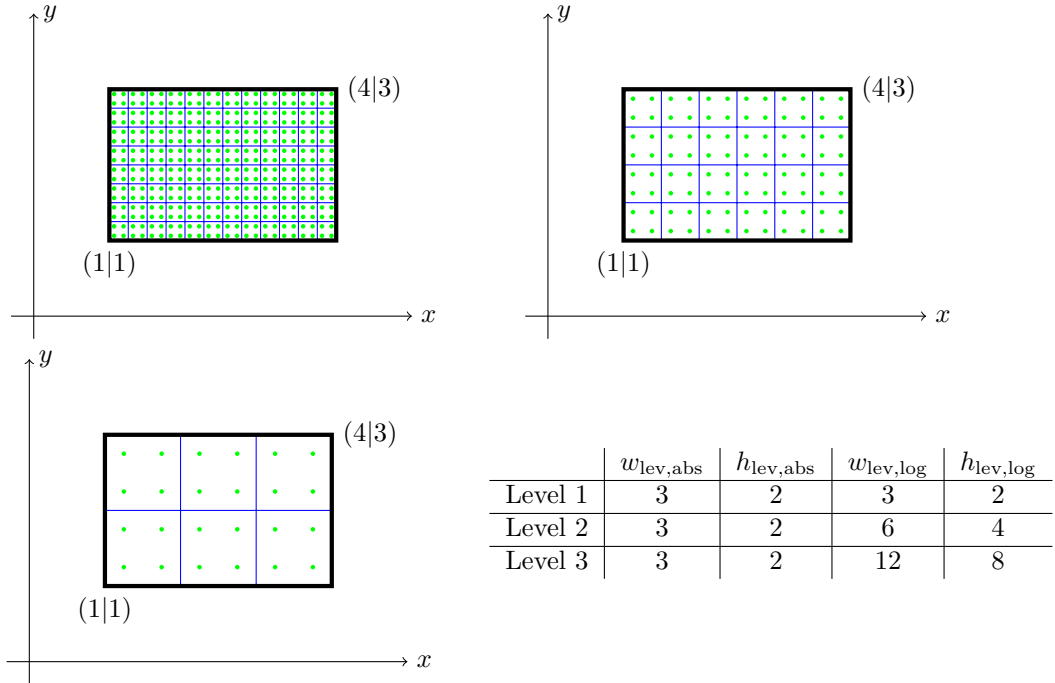 y
(4|3)
(1|1)
x
y
(4|3)
(1|1)
x
y
(4|3)
(1|1)
x
w_lev,abs h_lev,abs w_lev,log h_lev,log
Level 1 3 2 3 2
Level 2 3 2 6 4
Level 3 3 2 12 8